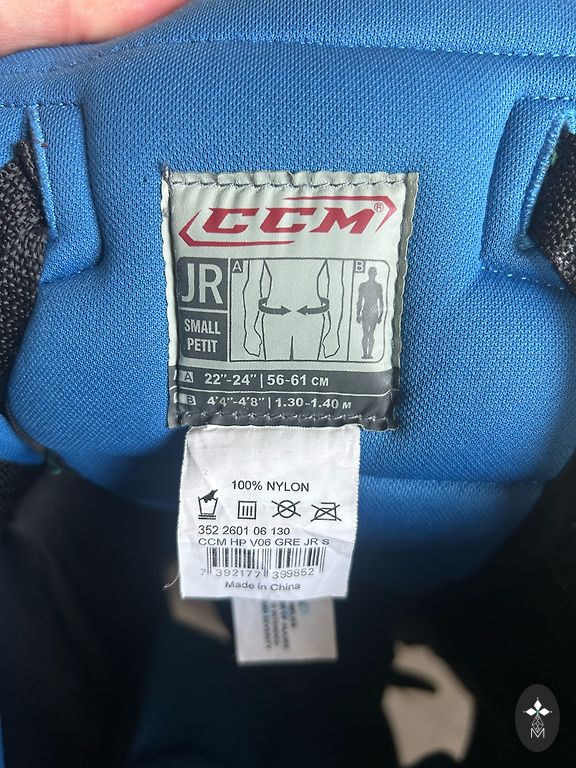 CCM®
JR
SMALL
PETIT
A
B
A 22"-24" | 56-61 CM
B 4'4"-4'8" | 1.30-1.40 M
100% NYLON
352 2601 06 130
CCM HP V06 GRE JR S
7 392177 399852
Made in China
M